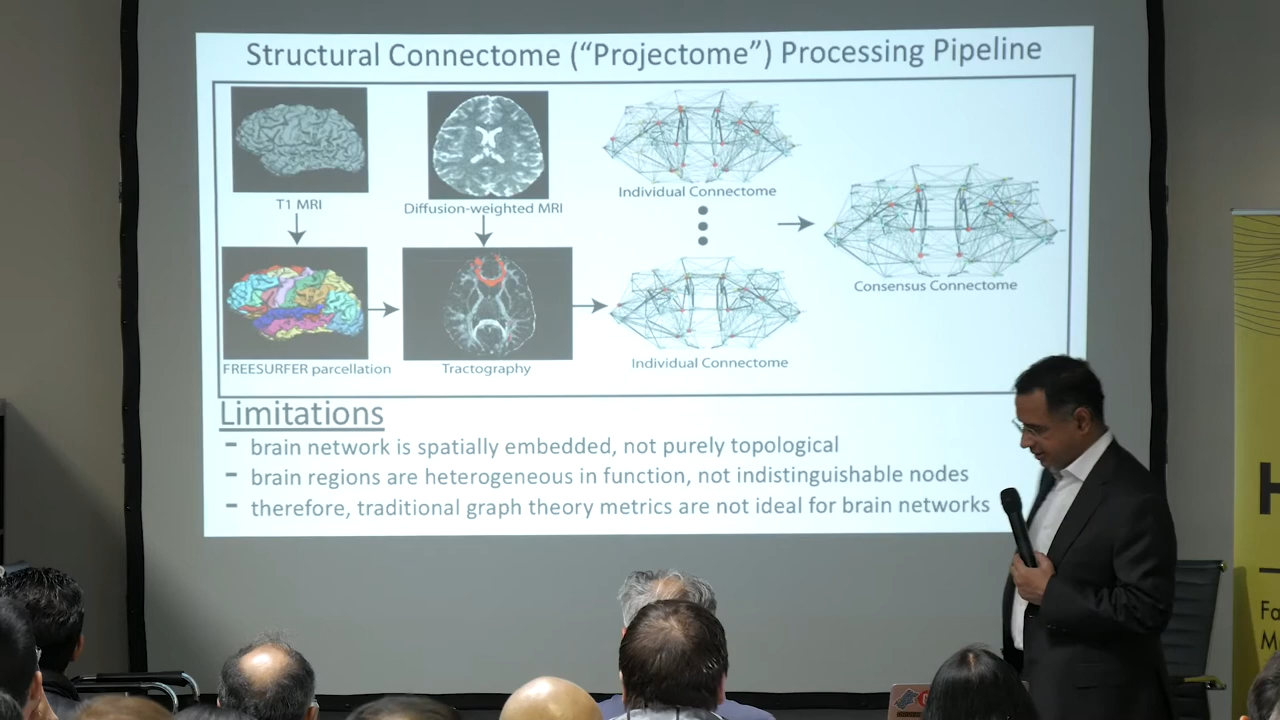 Structural Connectome (“Projectome”) Processing Pipeline
T1 MRI
Diffusion-weighted MRI
Individual Connectome
FREESURFER parcellation
Tractography
Individual Connectome
Consensus Connectome
Limitations
- brain network is spatially embedded, not purely topological
- brain regions are heterogeneous in function, not indistinguishable nodes
- therefore, traditional graph theory metrics are not ideal for brain networks
H
Fa
M